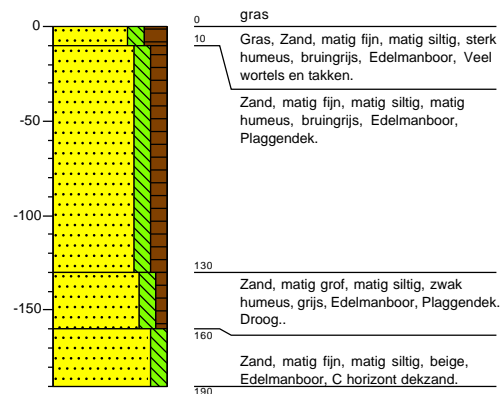 0
gras
0
10
Gras, Zand, matig fijn, matig siltig, sterk
humeus, bruingrijs, Edelmanboor, Veel
wortels en takken.
Zand, matig fijn, matig siltig, matig
humeus, bruingrijs, Edelmanboor,
Plaggendek.
-50
-100
130
Zand, matig grof, matig siltig, zwak
humeus, grijs, Edelmanboor, Plaggendek.
Droog..
-150
160
Zand, matig fijn, matig siltig, beige,
Edelmanboor, C horizont dekzand.
190